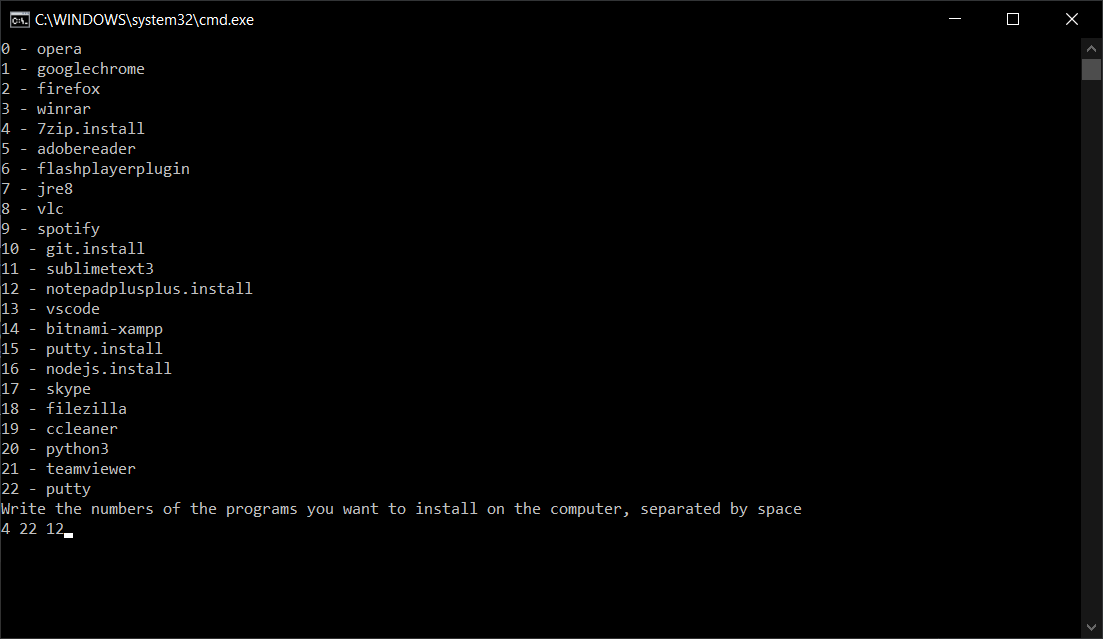 C:\WINDOWS\system32\cmd.exe
0 - opera
1 - googlechrome
2 - firefox
3 - winrar
4 - 7zip.install
5 - adobereader
6 - flashplayerplugin
7 - jre8
8 - vlc
9 - spotify
10 - git.install
11 - sublimetext3
12 - notepadplusplus.install
13 - vscode
14 - bitnami-xampp
15 - putty.install
16 - nodejs.install
17 - skype
18 - filezilla
19 - ccleaner
20 - python3
21 - teamviewer
22 - putty
Write the numbers of the programs you want to install on the computer, separated by space
4 22 12